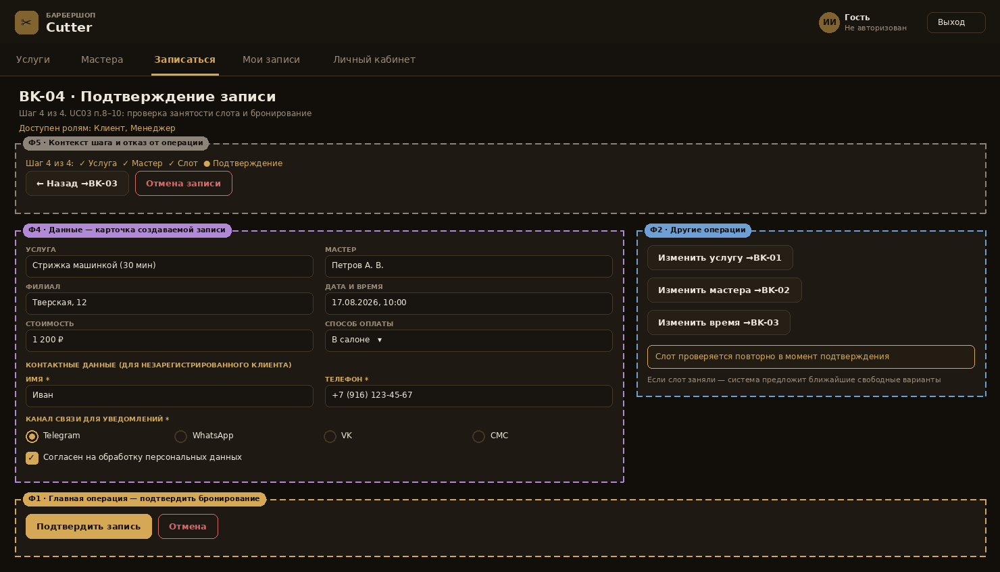 БАРБЕРШОП
✂ Cutter
ИИ Гость
Не авторизован
Выход
Услуги Мастера Записаться Мои записи Личный кабинет
BK-04 · Подтверждение записи
Шаг 4 из 4. UC03 п.8–10: проверка занятости слота и бронирование
Доступен ролям: Клиент, Менеджер
Ф5 · Контекст шага и отказ от операции
Шаг 4 из 4: ✓ Услуга ✓ Мастер ✓ Слот ● Подтверждение
← Назад →BK-03 Отмена записи
Ф4 · Данные — карточка создаваемой записи
УСЛУГА МАСТЕР
Стрижка машинкой (30 мин) Петров А. В.
ФИЛИАЛ ДАТА И ВРЕМЯ
Тверская, 12 17.08.2026, 10:00
СТОИМОСТЬ СПОСОБ ОПЛАТЫ
1 200 ₽ В салоне ▾
КОНТАКТНЫЕ ДАННЫЕ (ДЛЯ НЕЗАРЕГИСТРИРОВАННОГО КЛИЕНТА)
ИМЯ * ТЕЛЕФОН *
Иван +7 (916) 123-45-67
КАНАЛ СВЯЗИ ДЛЯ УВЕДОМЛЕНИЙ *
Telegram WhatsApp VK СМС
✓ Согласен на обработку персональных данных
Ф2 · Другие операции
Изменить услугу →BK-01
Изменить мастера →BK-02
Изменить время →BK-03
Слот проверяется повторно в момент подтверждения
Если слот заняли — система предложит ближайшие свободные варианты
Ф1 · Главная операция — подтвердить бронирование
Подтвердить запись Отмена